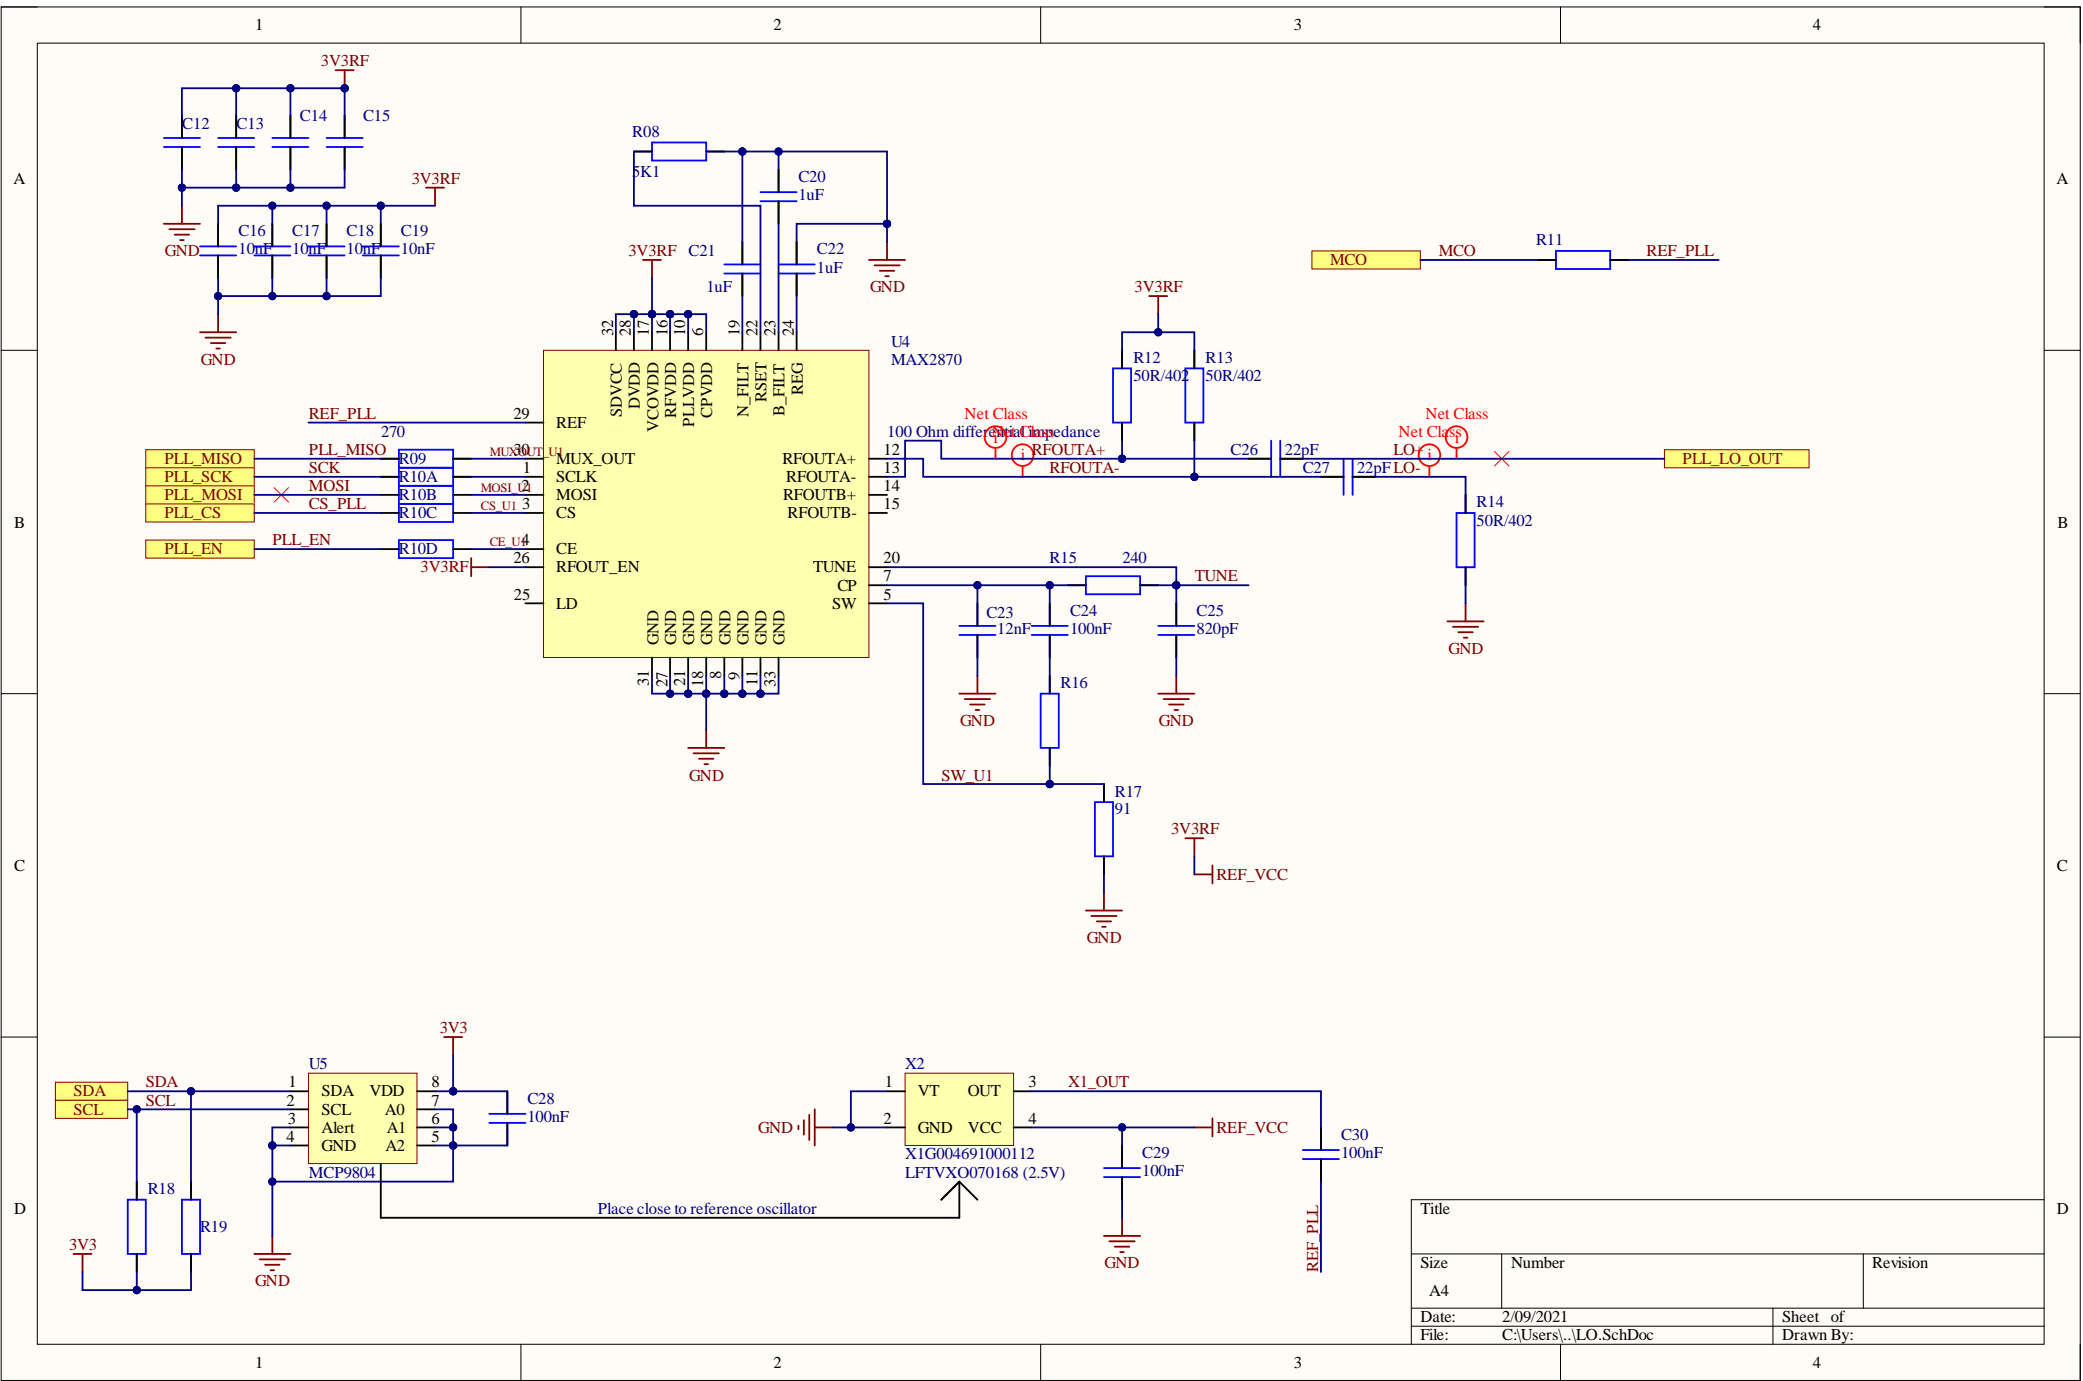 1 2 3 4
A
A
B
B
C
C
D
D
1 2 3 4
3V3RF
C12 C13 C14 C15
GND
3V3RF
C16 C17 C18 C19
10nF 10nF 10nF 10nF
GND
R08
5K1
C20
1uF
C21
1uF
C22
1uF
3V3RF
GND
MCO MCO R11 REF_PLL
32 28 17 16 10 6 19 22 23 24
SDVCC DVDD VCOVDD RFVDD PLLVDD CPVDD N_FILT RSET B_FILT REG
U4
MAX2870
REF_PLL 29 REF
270
PLL_MISO PLL_MISO R09 MUXOUT_U1 30 MUX_OUT
PLL_SCK SCK R10A 1 SCLK
PLL_MOSI MOSI R10B MOSI_U1 2 MOSI
PLL_CS CS_PLL R10C CS_U1 3 CS
PLL_EN PLL_EN R10D CE_U1 4 CE
3V3RF 26 RFOUT_EN
25 LD
GND GND GND GND GND GND GND GND
31 27 21 18 8 9 11 33
GND
RFOUTA+ 12
RFOUTA- 13
RFOUTB+ 14
RFOUTB- 15
TUNE 20
CP 7
SW 5
3V3RF
R12
50R/402
R13
50R/402
Net Class
Net Class
100 Ohm differential impedance
RFOUTA+
RFOUTA-
C26 22pF
C27 22pF
Net Class
Net Class
LO+
LO-
PLL_LO_OUT
R14
50R/402
GND
R15 240
TUNE
C23
12nF
C24
100nF
C25
820pF
GND
GND
R16
SW_U1
R17
91
GND
3V3RF
REF_VCC
3V3
U5
SDA SDA 1 SDA VDD 8
SCL SCL 2 SCL A0 7
3 Alert A1 6
4 GND A2 5
MCP9804
C28
100nF
R18
R19
3V3
GND
Place close to reference oscillator
X2
1 VT OUT 3 X1_OUT
GND 2 GND VCC 4 REF_VCC
X1G004691000112
LFTVXO070168 (2.5V)
C29
100nF
GND
C30
100nF
REF_PLL
Title
Size Number Revision
A4
Date: 2/09/2021 Sheet of
File: C:\Users\..\LO.SchDoc Drawn By: